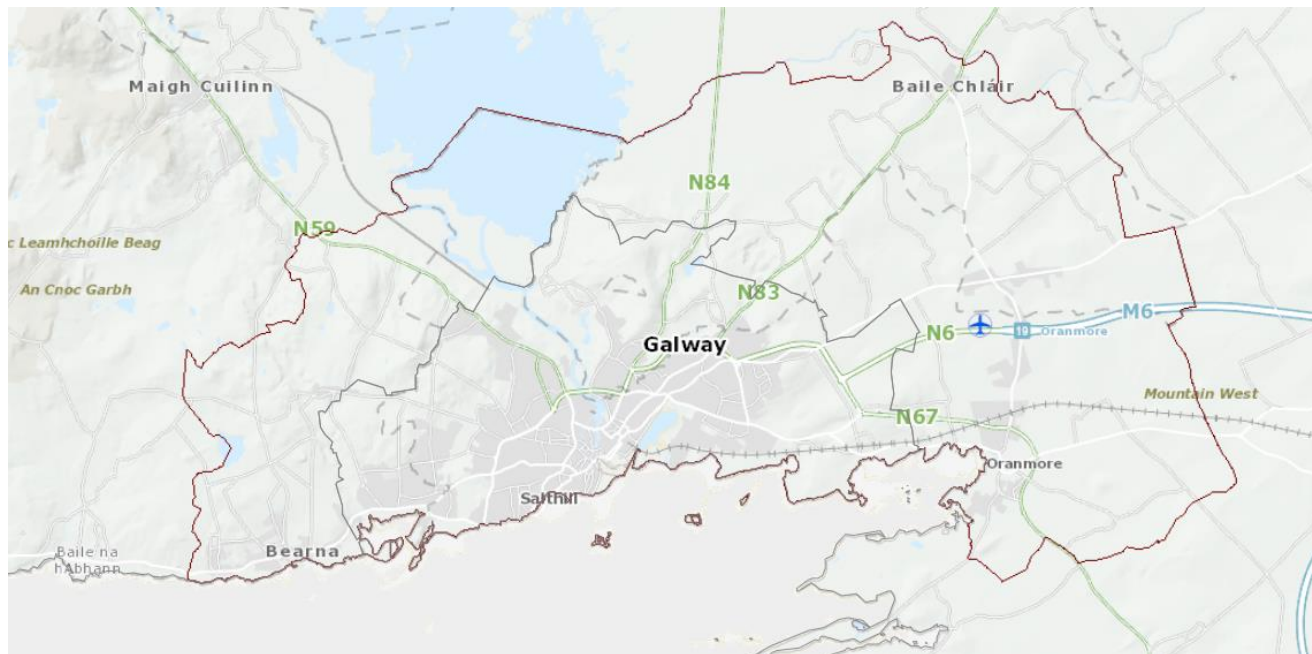 Maigh Cuilinn
Baile Chláir
N84
N59
c Leamhchoille Beag
An Cnoc Garbh
N83
M6
N6
19
Oranmore
Galway
Mountain West
N67
Oranmore
Salthill
Bearna
Baile na
hAbhann